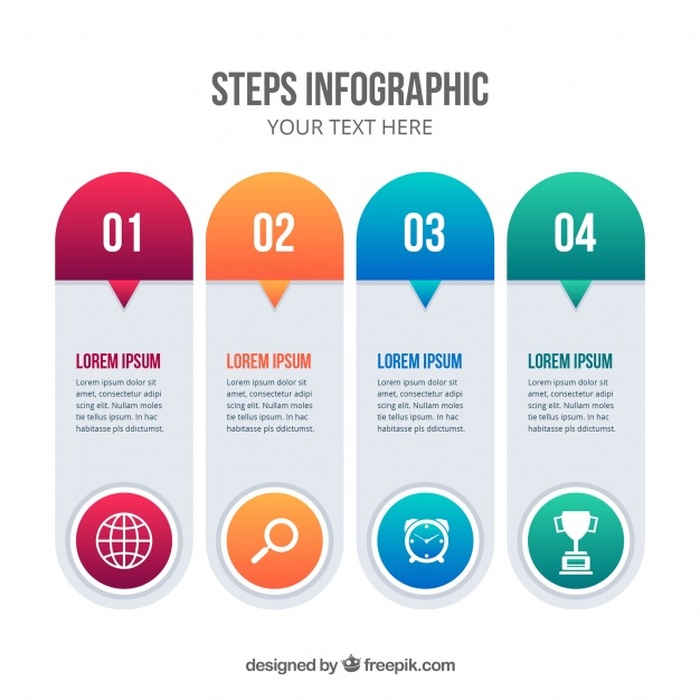 STEPS INFOGRAPHIC
YOUR TEXT HERE
01
02
03
04
LOREM IPSUM
Lorem ipsum dolor sit
amet, constectur adipi
scing elit. Nullam moles
tie tellus ipsum. In hac
habitasse pls ddictumst.
LOREM IPSUM
Lorem ipsum dolor sit
amet, constectur adipi
scing elit. Nullam moles
tie tellus ipsum. In hac
habitasse pls ddictumst.
LOREM IPSUM
Lorem ipsum dolor sit
amet, constectur adipi
scing elit. Nullam moles
tie tellus ipsum. In hac
habitasse pls ddictumst.
LOREM IPSUM
Lorem ipsum dolor sit
amet, constectur adipi
scing elit. Nullam moles
tie tellus ipsum. In hac
habitasse pls ddictumst.
designed by freepik.com